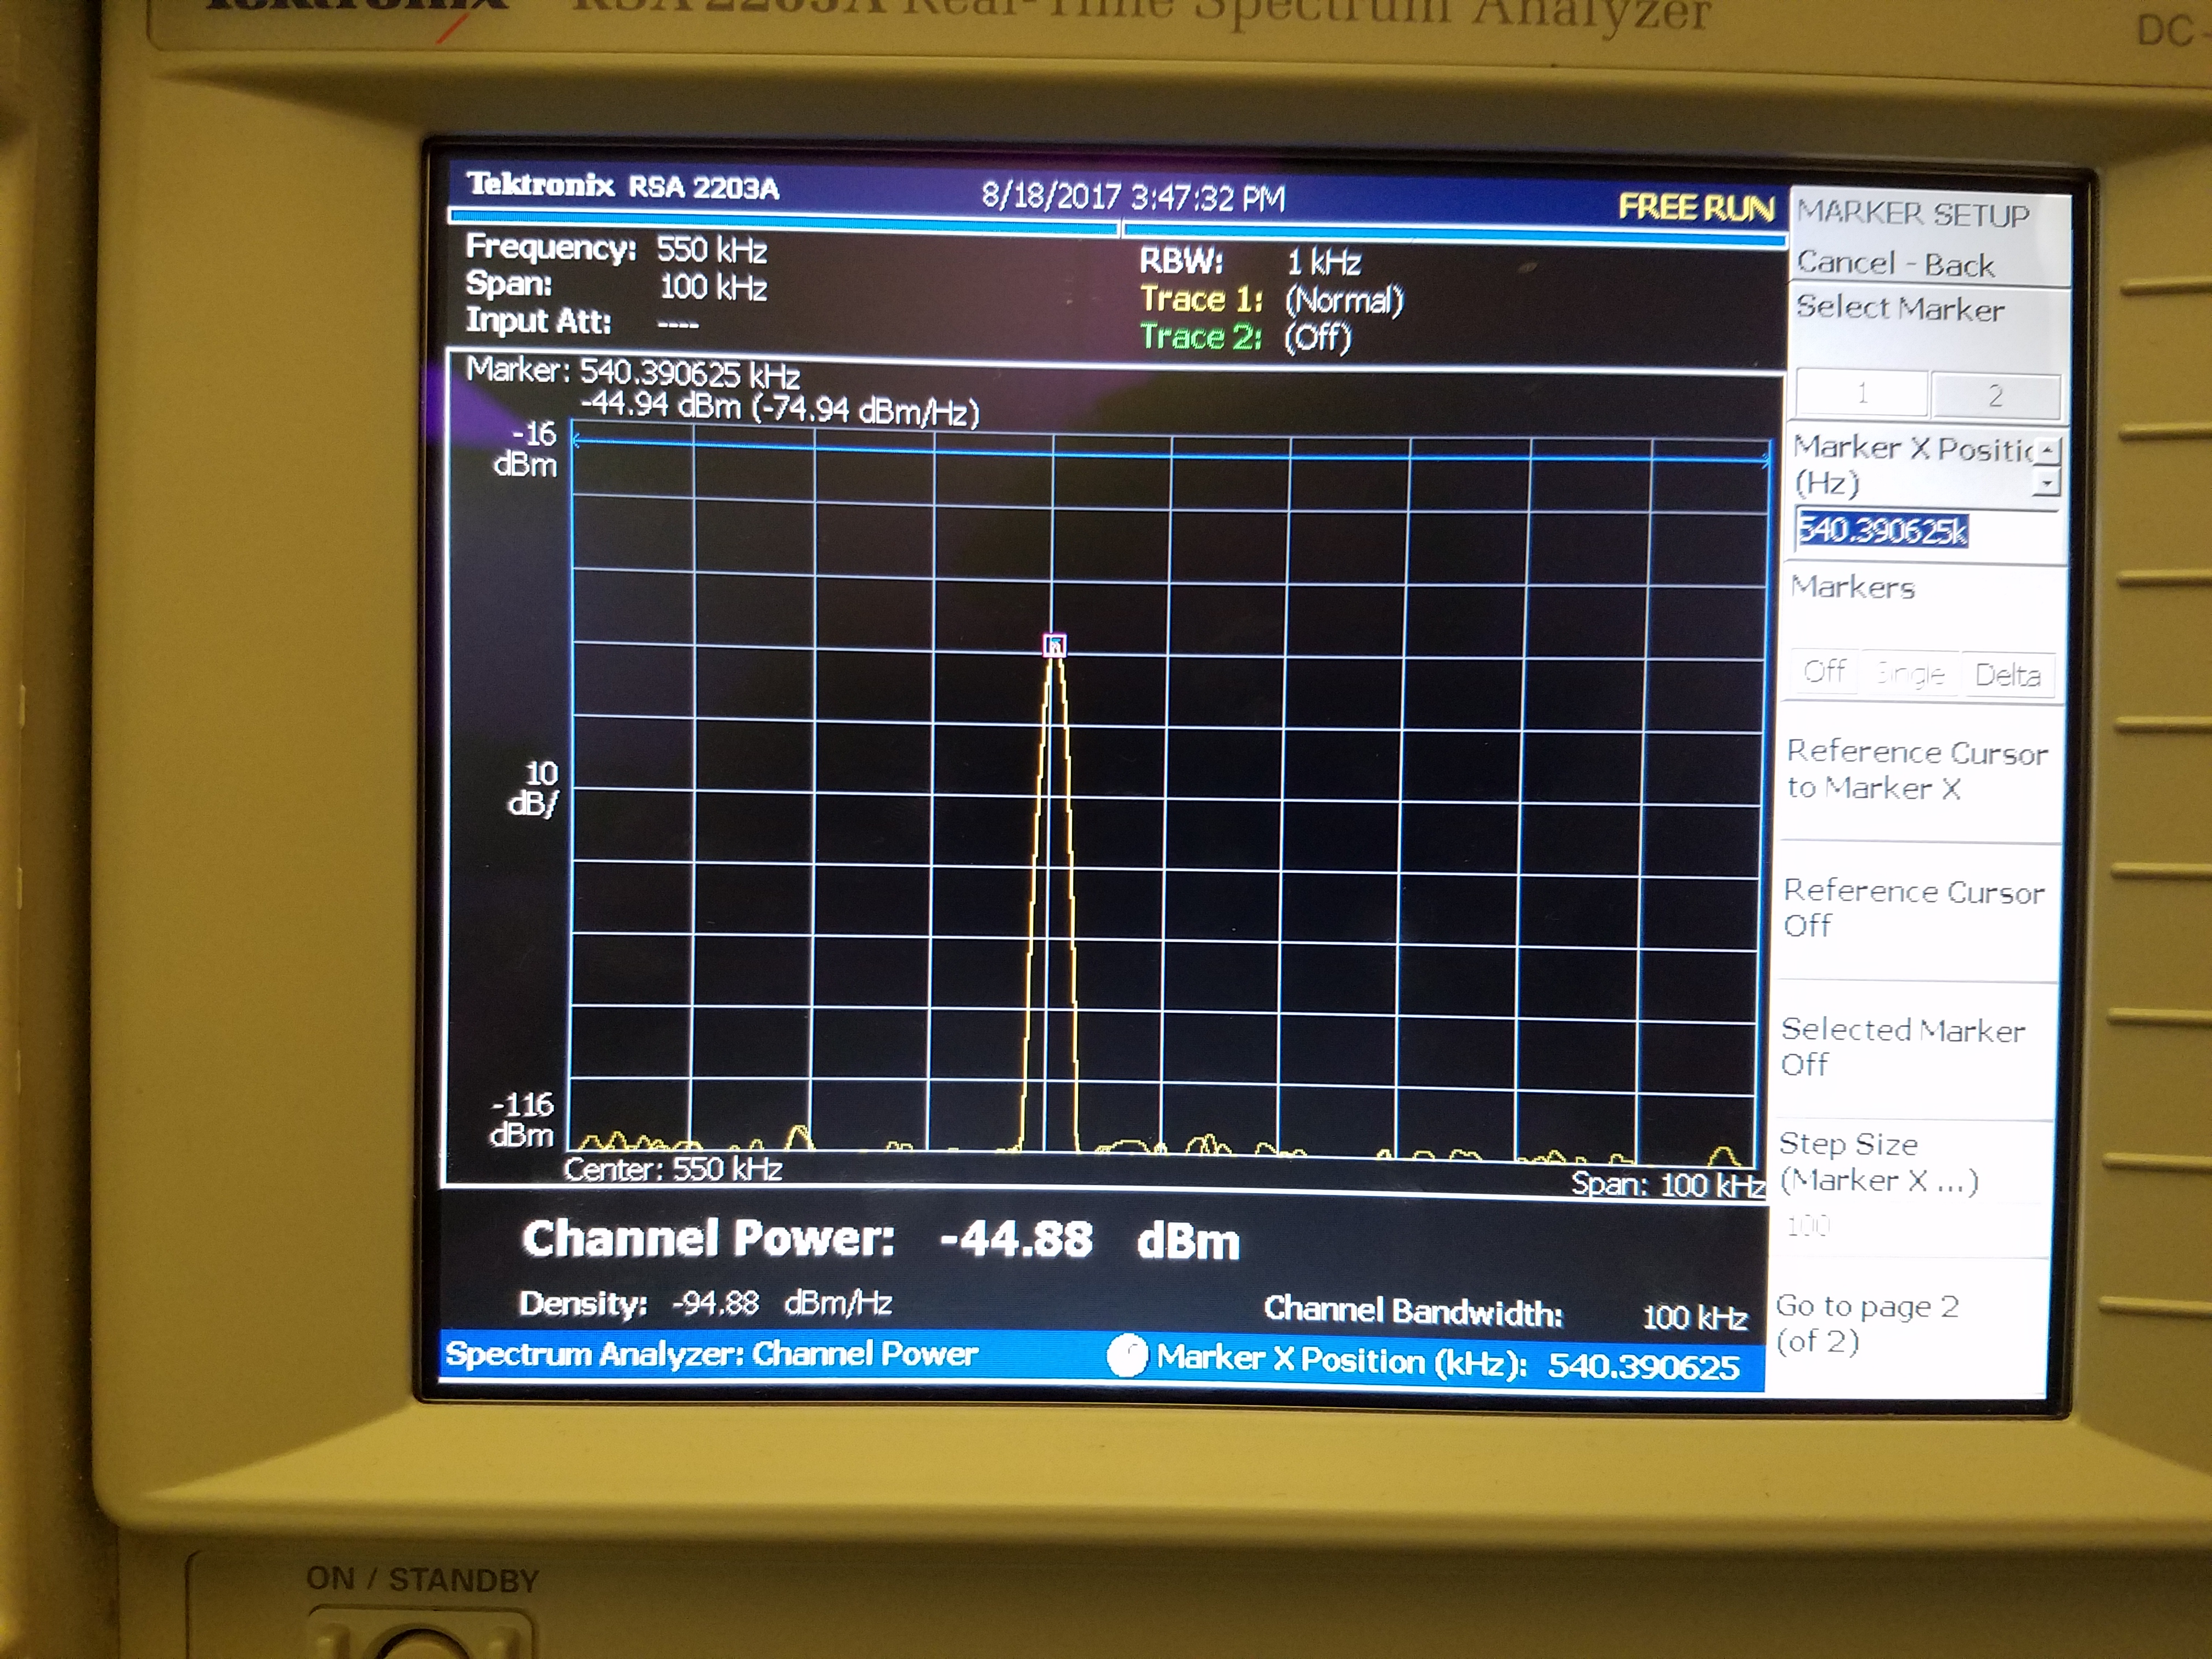 Tektronix RSA 2203A Real-Time Spectrum Analyzer
DC-
Tektronix RSA 2203A 8/18/2017 3:47:32 PM FREE RUN
Frequency: 550 kHz
Span: 100 kHz
Input Att: ----
RBW: 1 kHz
Trace 1: (Normal)
Trace 2: (Off)
Marker: 540.390625 kHz
-44.94 dBm (-74.94 dBm/Hz)
-16
dBm
10
dB/
-116
dBm
Center: 550 kHz
Span: 100 kHz
Channel Power: -44.88 dBm
Density: -94.88 dBm/Hz
Channel Bandwidth: 100 kHz
Spectrum Analyzer: Channel Power
Marker X Position (kHz): 540.390625
MARKER SETUP
Cancel - Back
Select Marker
1 2
Marker X Positic
(Hz)
540.390625k
Markers
Off Single Delta
Reference Cursor
to Marker X
Reference Cursor
Off
Selected Marker
Off
Step Size
(Marker X ...)
100
Go to page 2
(of 2)
ON / STANDBY